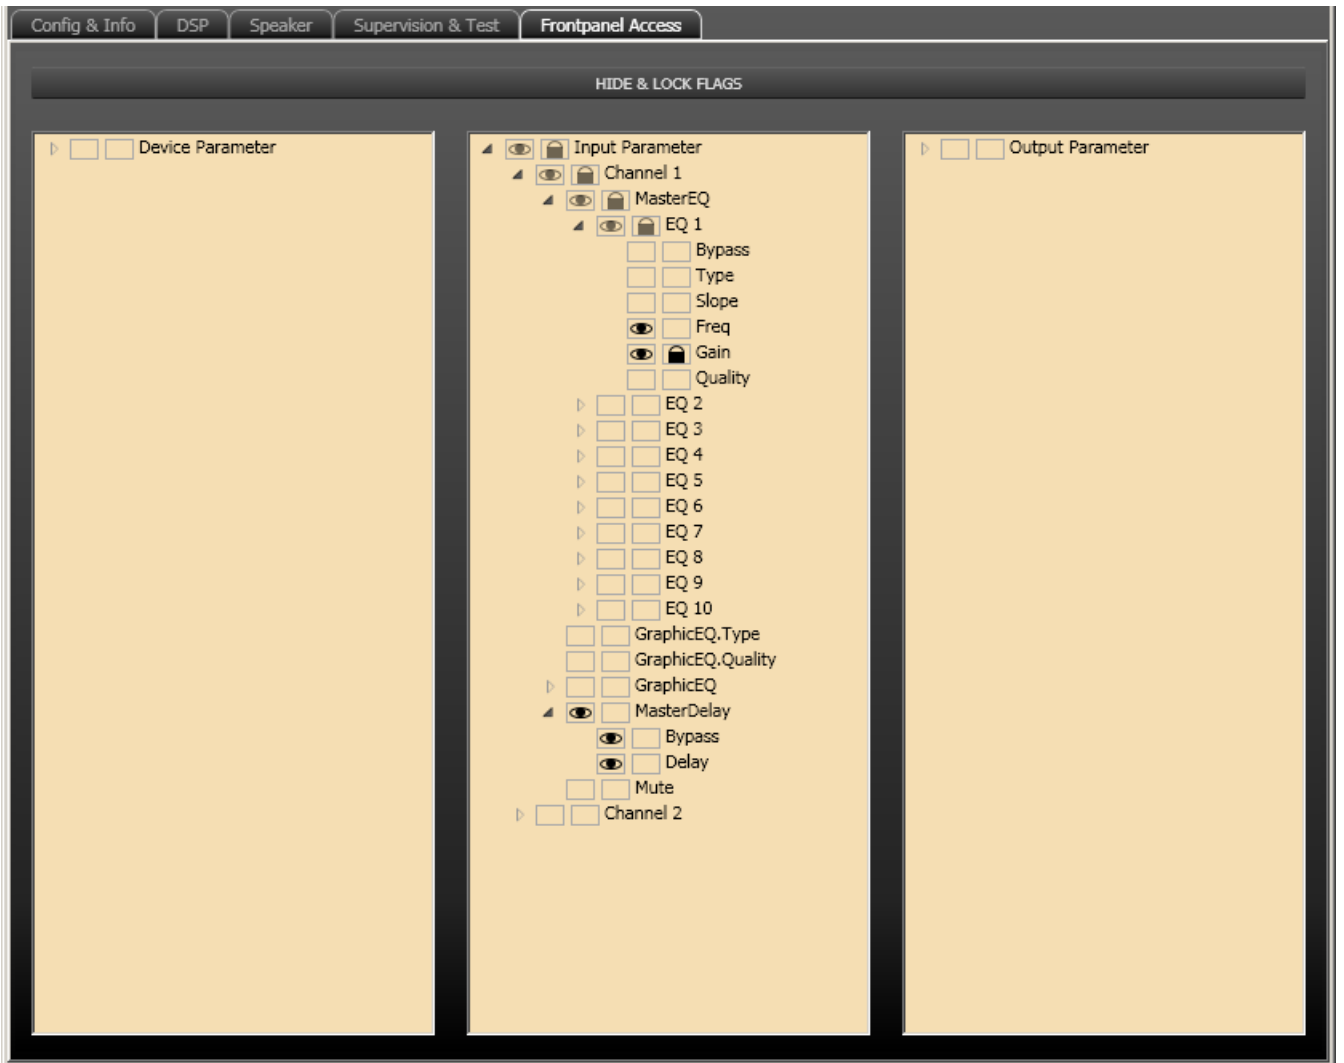 Config & Info DSP Speaker Supervision & Test Frontpanel Access
HIDE & LOCK FLAGS
Device Parameter
Input Parameter
Channel 1
MasterEQ
EQ 1
Bypass
Type
Slope
Freq
Gain
Quality
EQ 2
EQ 3
EQ 4
EQ 5
EQ 6
EQ 7
EQ 8
EQ 9
EQ 10
GraphicEQ.Type
GraphicEQ.Quality
GraphicEQ
MasterDelay
Bypass
Delay
Mute
Channel 2
Output Parameter